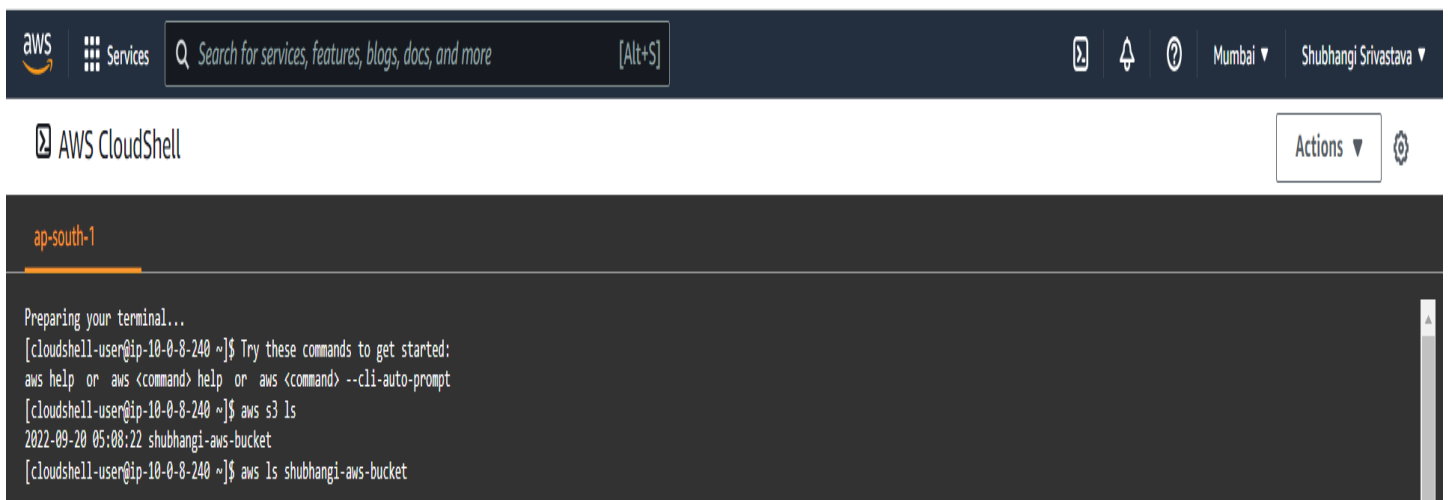 aws Services Search for services, features, blogs, docs, and more [Alt+S] Mumbai ▼ Shubhangi Srivastava ▼
AWS CloudShell Actions ▼
ap-south-1
Preparing your terminal...
[cloudshell-user@ip-10-0-8-240 ~]$ Try these commands to get started:
aws help or aws <command> help or aws <command> --cli-auto-prompt
[cloudshell-user@ip-10-0-8-240 ~]$ aws s3 ls
2022-09-20 05:08:22 shubhangi-aws-bucket
[cloudshell-user@ip-10-0-8-240 ~]$ aws ls shubhangi-aws-bucket